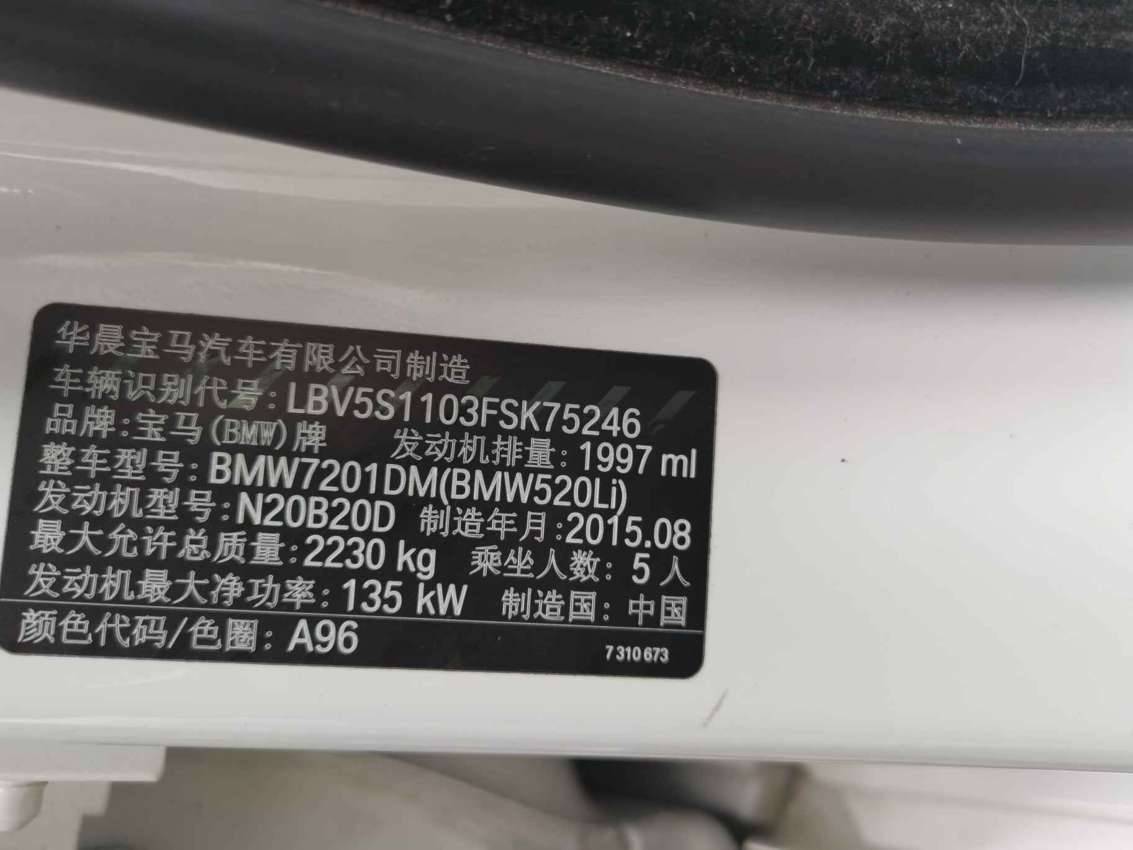 华晨宝马汽车有限公司制造
车辆识别代号: LBV5S1103FSK75246
品牌:宝马(BMW)牌 发动机排量: 1997 ml
整车型号: BMW7201DM(BMW520Li)
发动机型号: N20B20D 制造年月:2015.08
最大允许总质量: 2230 kg 乘坐人数: 5 人
发动机最大净功率: 135 kW 制造国: 中国
颜色代码/色圈: A96 7 310 673